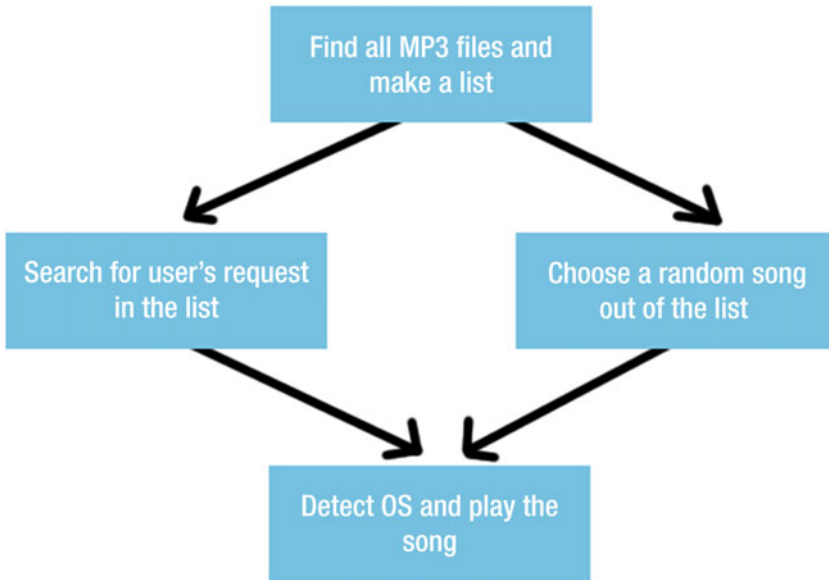 Find all MP3 files and
make a list
Search for user’s request
in the list
Choose a random song
out of the list
Detect OS and play the
song